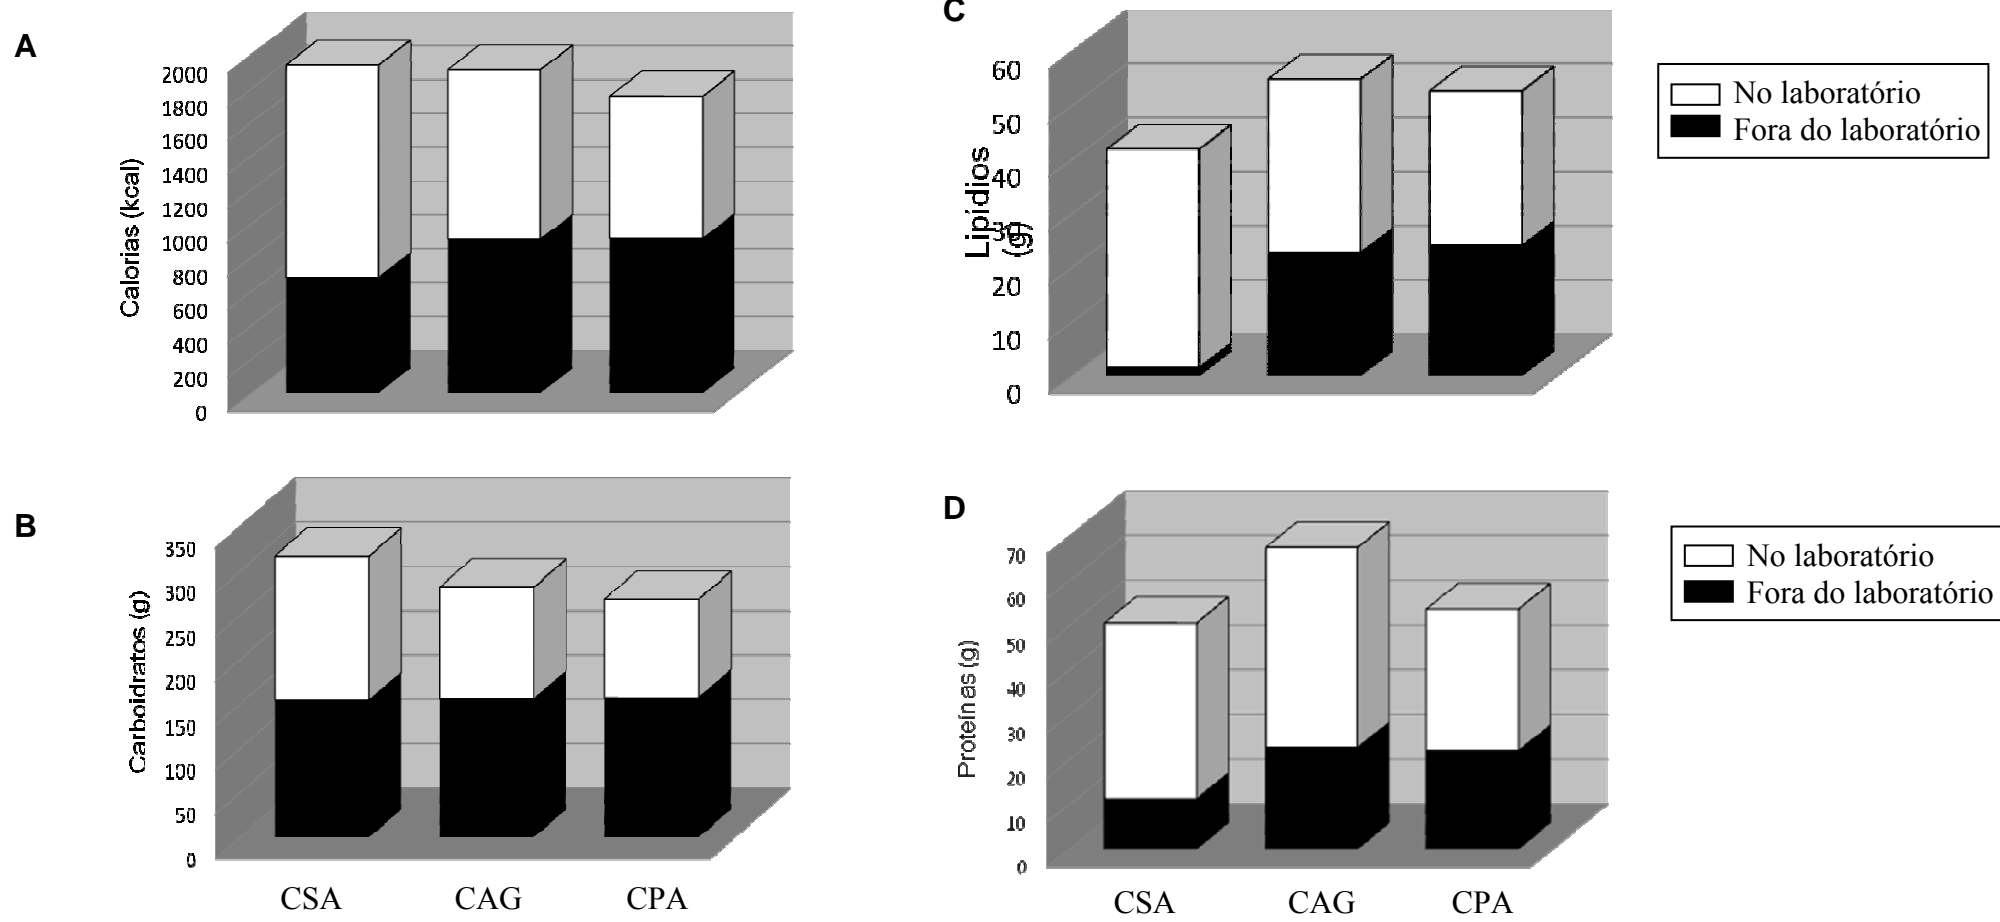 A
Calorias (kcal)
2000
1800
1600
1400
1200
1000
800
600
400
200
0
C
Lipídios
(g)
60
50
40
30
20
10
0
No laboratório
Fora do laboratório
B
Carboidratos (g)
350
300
250
200
150
100
50
0
CSA CAG CPA
D
Proteínas (g)
70
60
50
40
30
20
10
0
CSA CAG CPA
No laboratório
Fora do laboratório